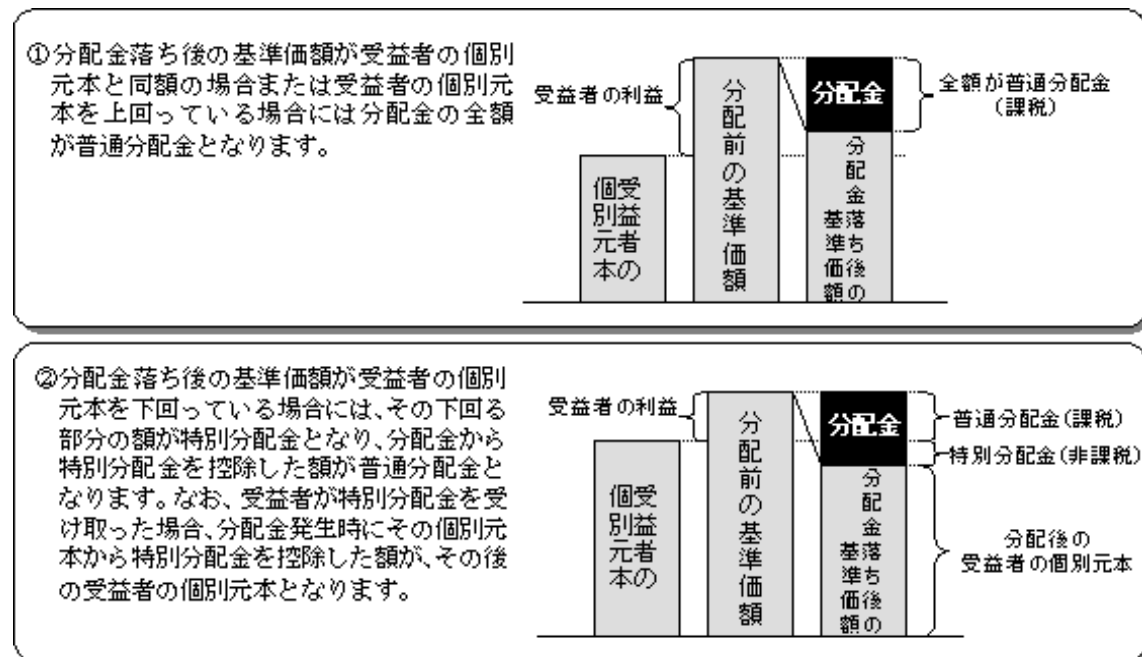 ①分配金落ち後の基準価額が受益者の個別
元本と同額の場合または受益者の個別元
本を上回っている場合には分配金の全額
が普通分配金となります。
受益者の利益
受益者の
個別元本
分配前の基準価額
分配金
分配金落ち後の
基準価額
全額が普通分配金
(課税)
②分配金落ち後の基準価額が受益者の個別
元本を下回っている場合には、その下回る
部分の額が特別分配金となり、分配金から
特別分配金を控除した額が普通分配金と
なります。なお、受益者が特別分配金を受
け取った場合、分配金発生時にその個別元
本から特別分配金を控除した額が、その後
の受益者の個別元本となります。
受益者の利益
受益者の
個別元本
分配前の基準価額
分配金
分配金落ち後の
基準価額
普通分配金(課税)
特別分配金(非課税)
分配後の
受益者の個別元本